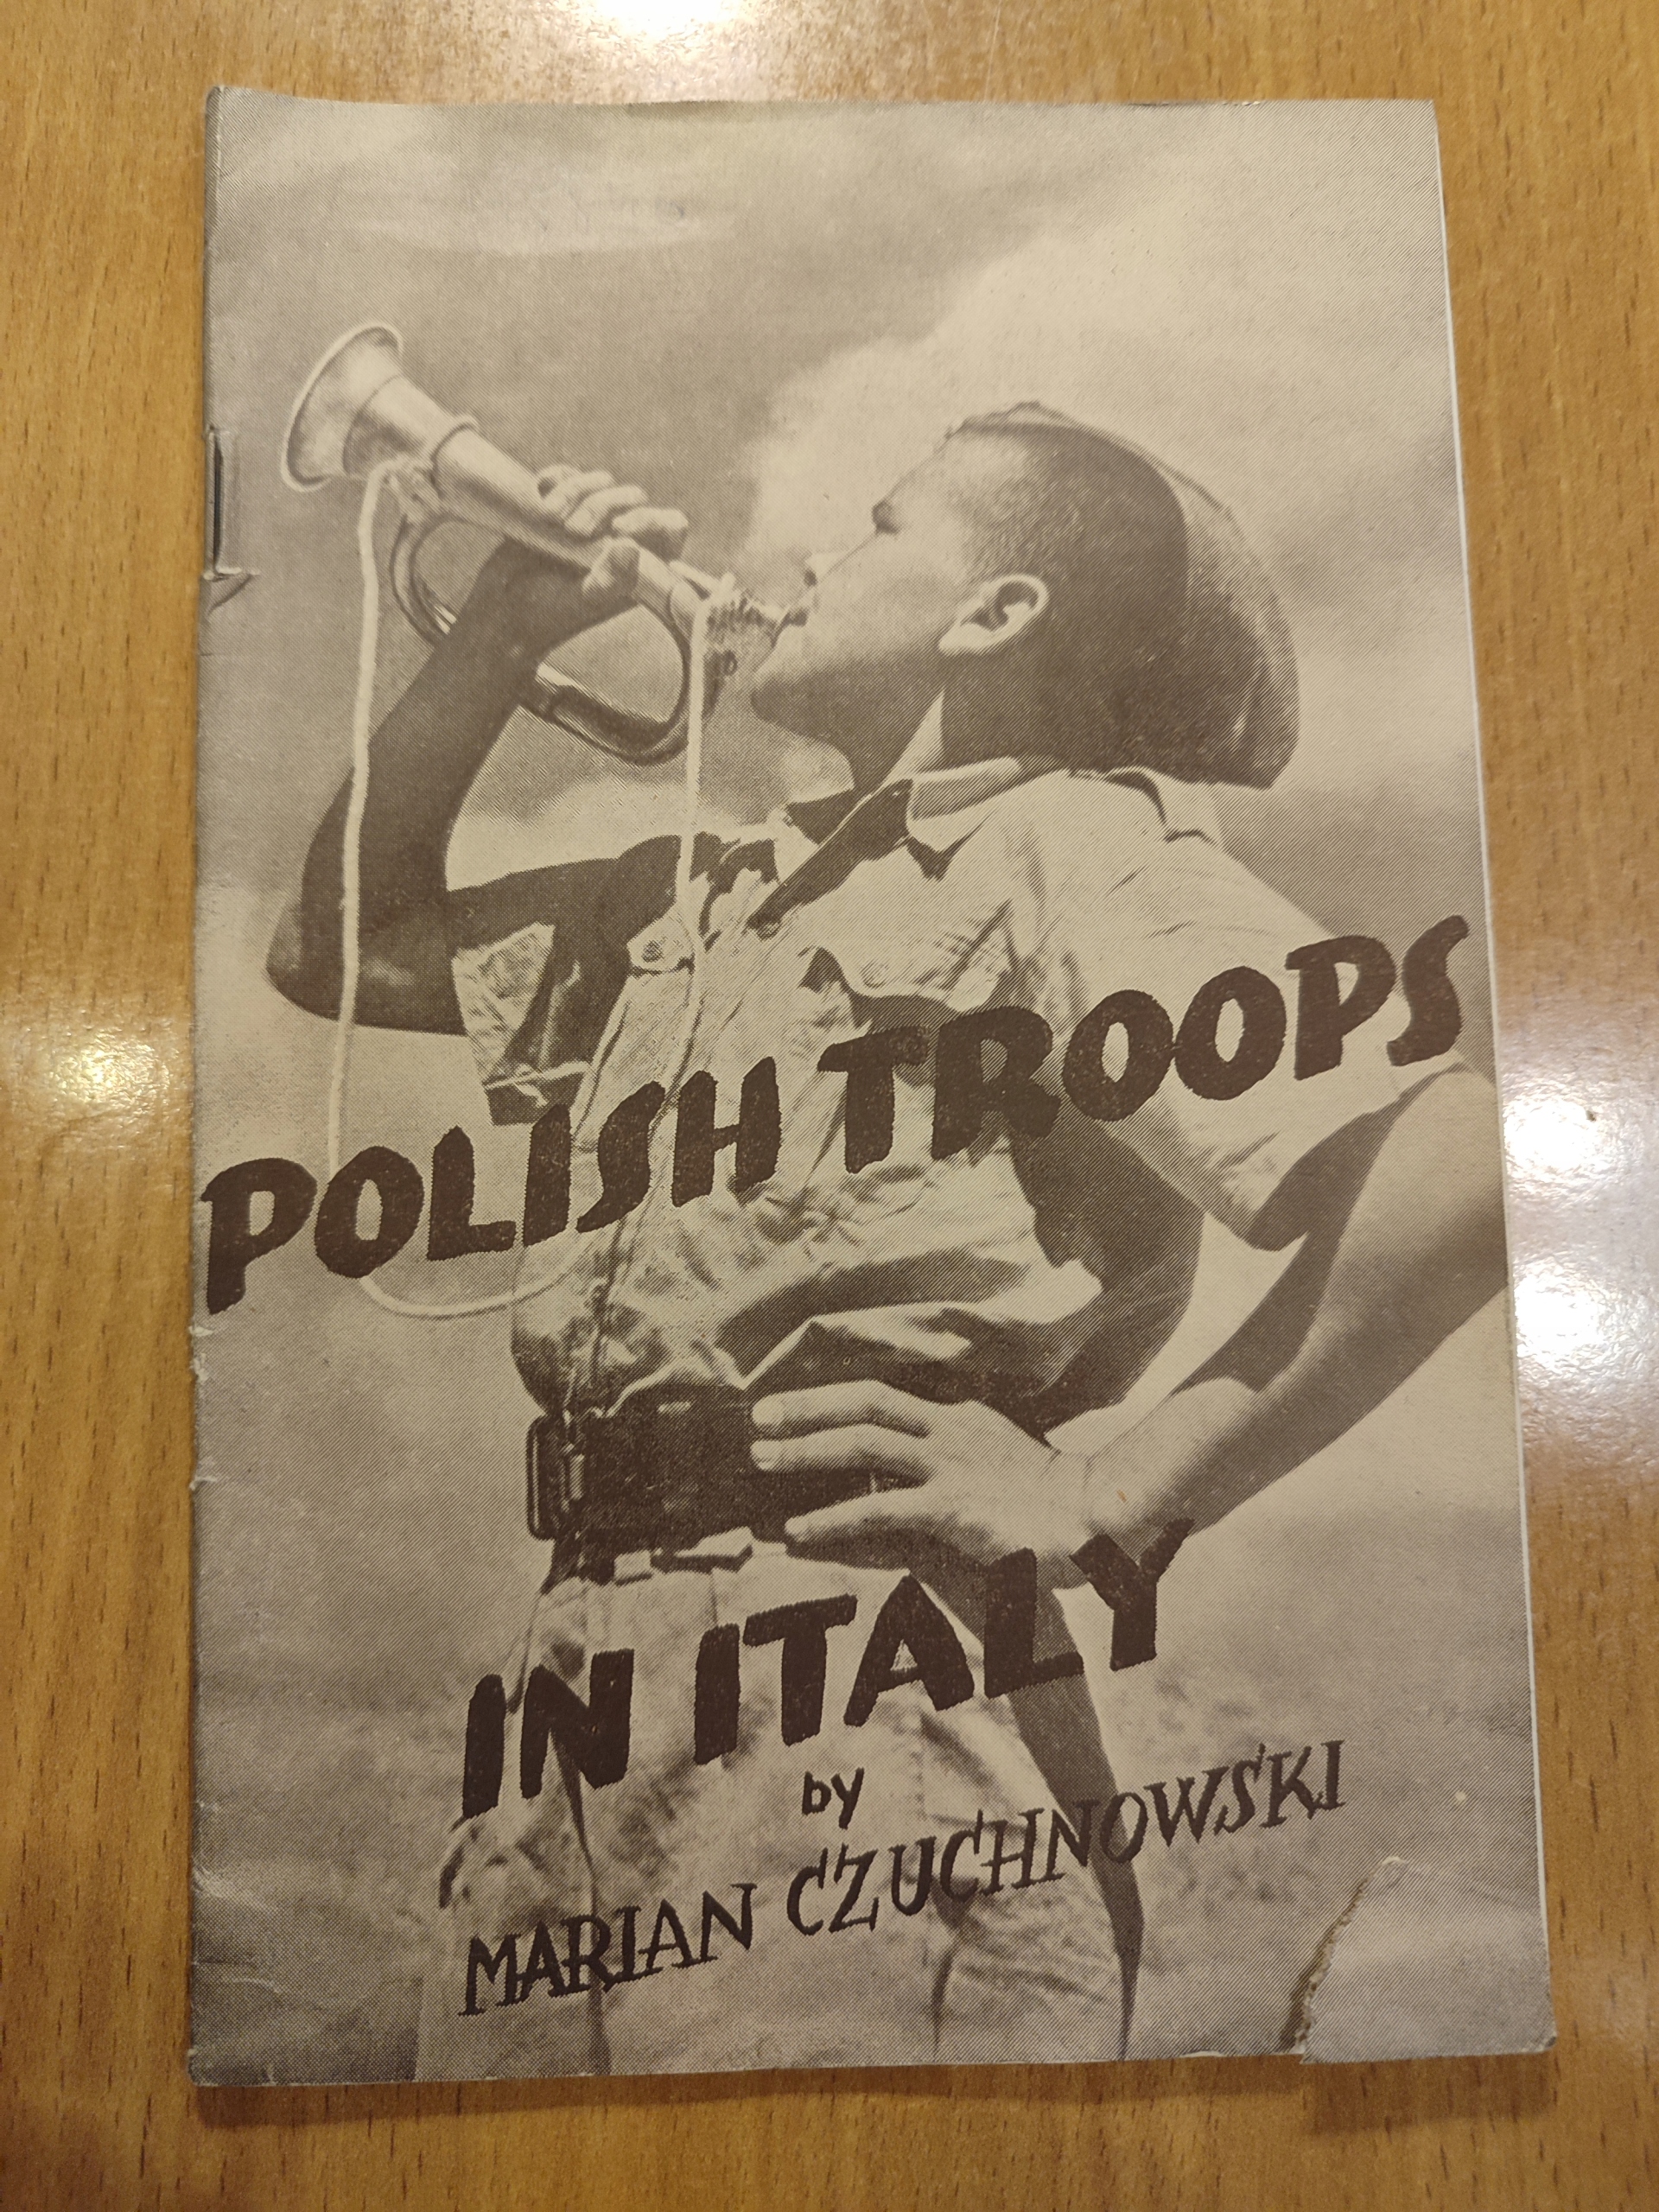 POLISH TROOPS
IN ITALY
by
MARIAN CZUCHNOWSKI